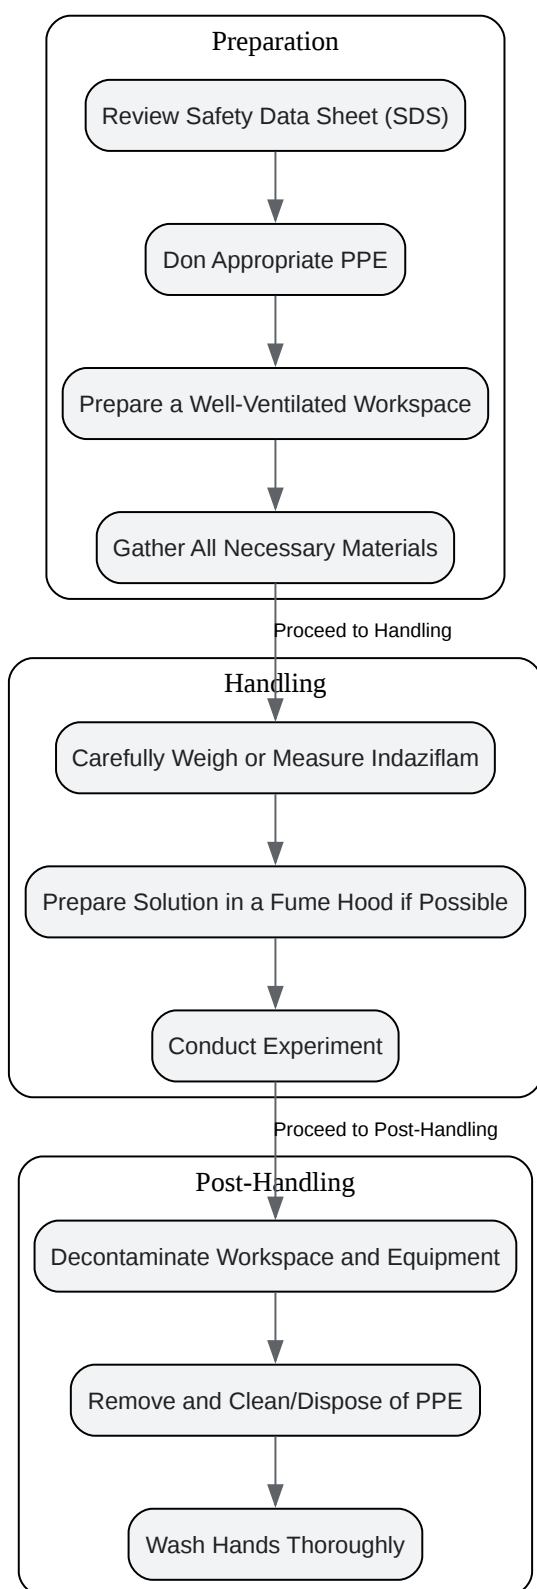 Preparation
Review Safety Data Sheet (SDS)
Don Appropriate PPE
Prepare a Well-Ventilated Workspace
Gather All Necessary Materials
Proceed to Handling
Handling
Carefully Weigh or Measure Indaziflam
Prepare Solution in a Fume Hood if Possible
Conduct Experiment
Proceed to Post-Handling
Post-Handling
Decontaminate Workspace and Equipment
Remove and Clean/Dispose of PPE
Wash Hands Thoroughly